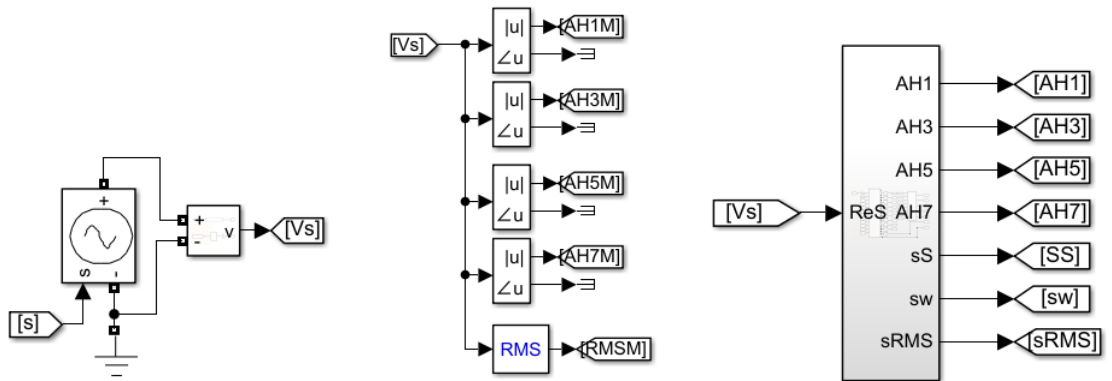 +
s
-
[s]
+
-
v
[Vs]
[Vs]
|u|
∠u
[AH1M]
|u|
∠u
[AH3M]
|u|
∠u
[AH5M]
|u|
∠u
[AH7M]
RMS
[RMSM]
[Vs]
ReS
AH1
[AH1]
AH3
[AH3]
AH5
[AH5]
AH7
[AH7]
sS
[SS]
sw
[sw]
sRMS
[sRMS]